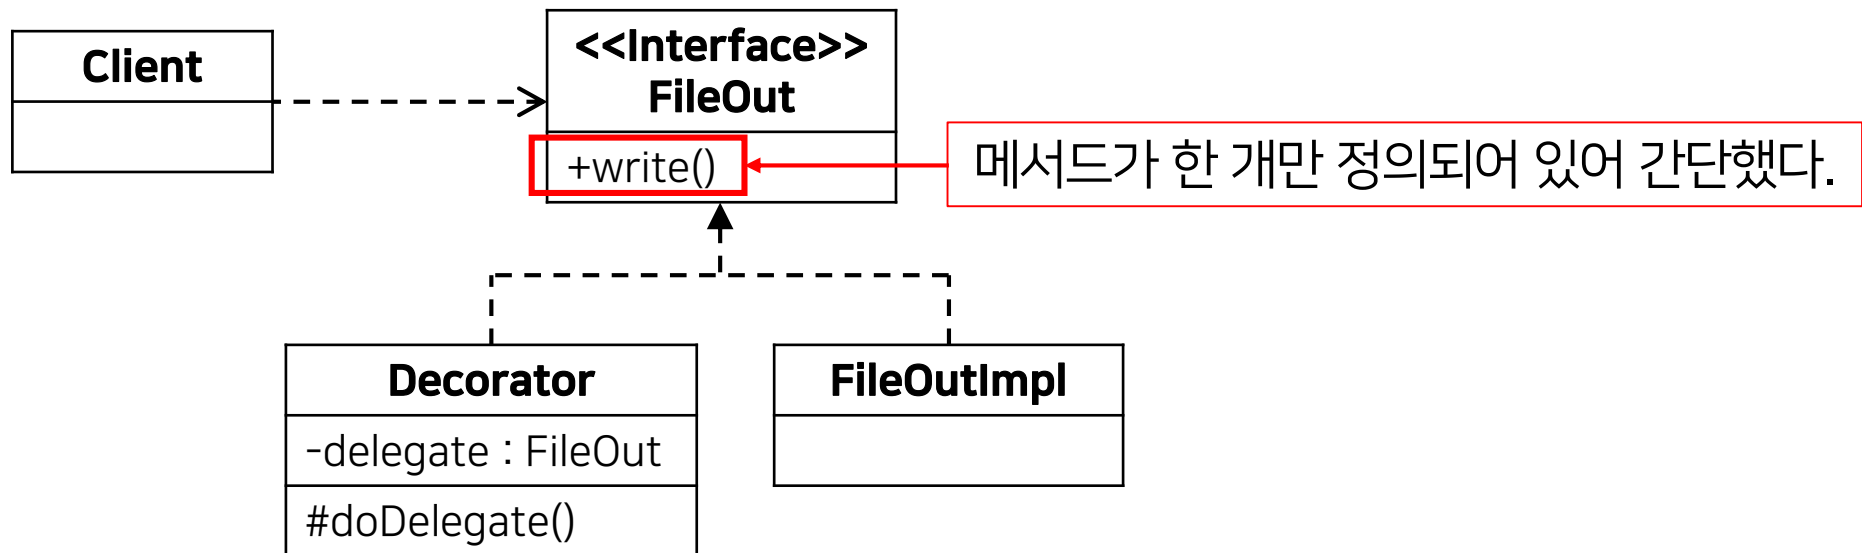 Client
<<Interface>>
FileOut
+write()
메서드가 한 개만 정의되어 있어 간단했다.
Decorator
-delegate : FileOut
#doDelegate()
FileOutImpl